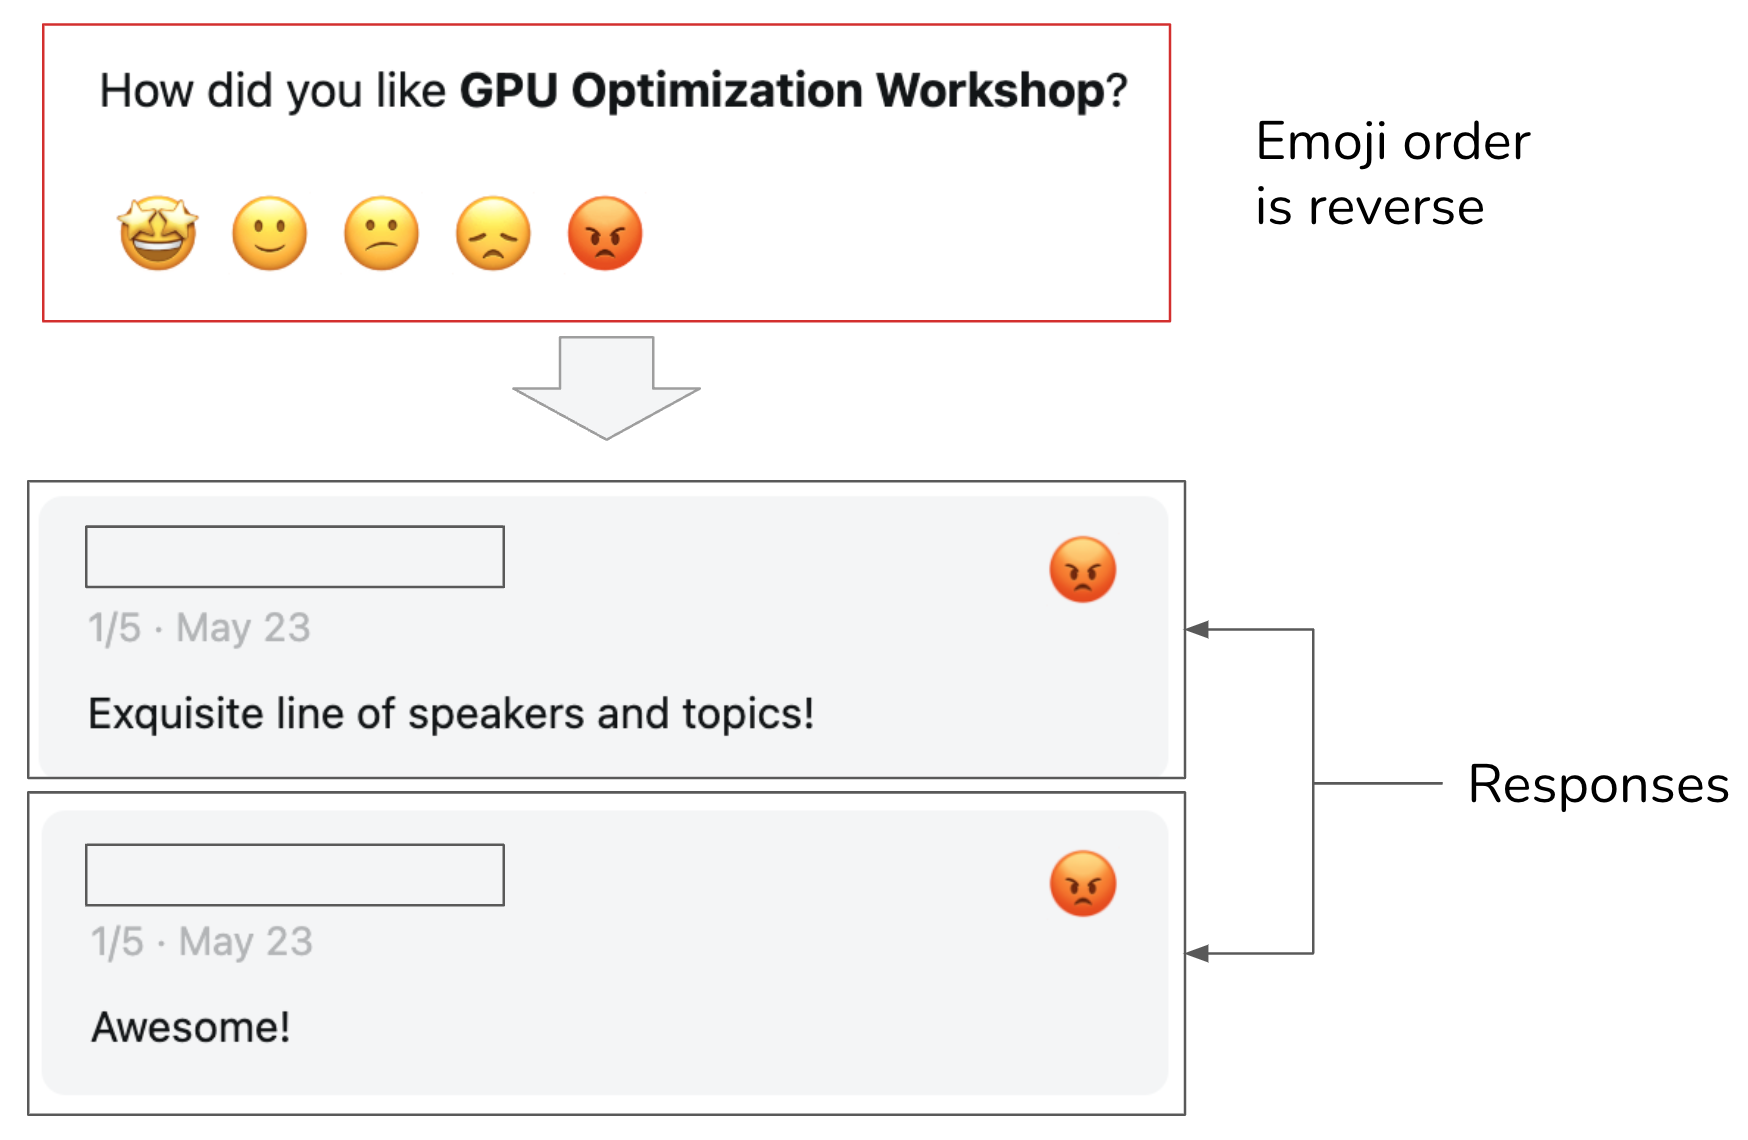 How did you like GPU Optimization Workshop?
Emoji order
is reverse
1/5 · May 23
Exquisite line of speakers and topics!
Responses
1/5 · May 23
Awesome!